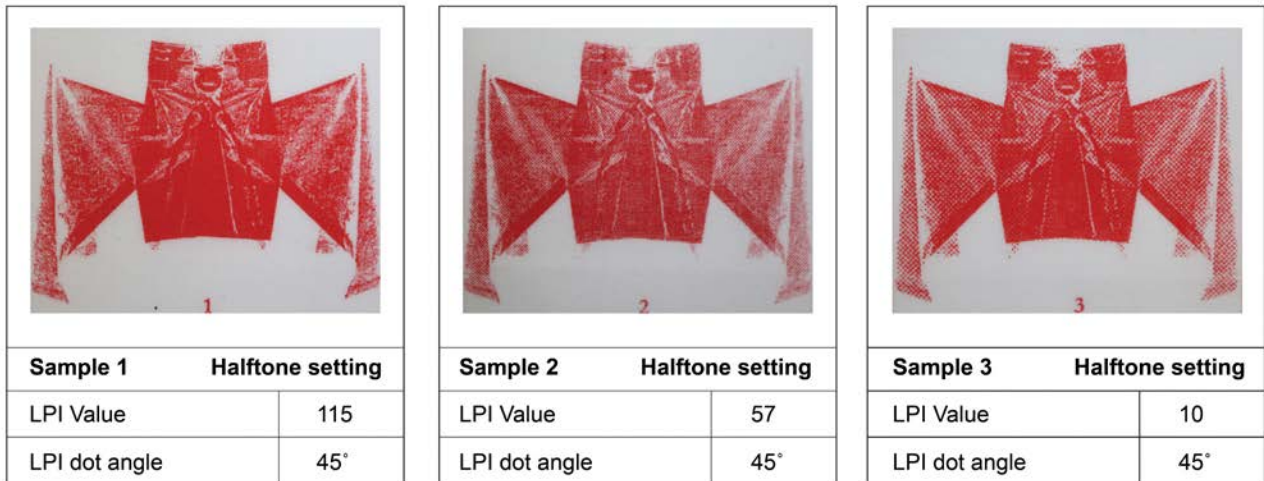 1
2
3
Sample 1 Halftone setting
LPI Value 115
LPI dot angle 45˚
Sample 2 Halftone setting
LPI Value 57
LPI dot angle 45˚
Sample 3 Halftone setting
LPI Value 10
LPI dot angle 45˚